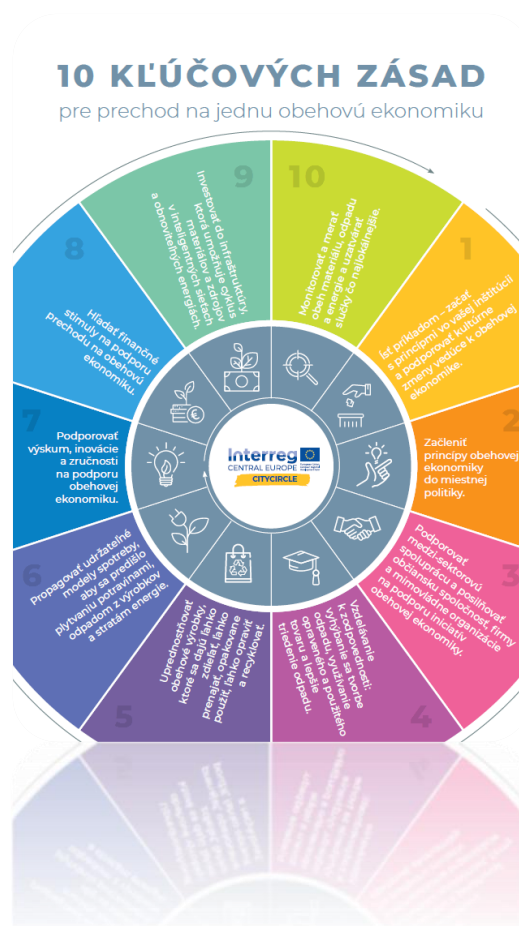 10 KĽÚČOVÝCH ZÁSAD
pre prechod na jednu obehovú ekonomiku
1
Ísť príkladom – začať
s princípmi vo vašej inštitúcii
a podporovať kultúrne
zmeny vedúce k obehovej
ekonomike.
2
Začleniť
princípy obehovej
ekonomiky
do miestnej
politiky.
3
Podporovať
medzi-sektorovú
spoluprácu a posilňovať
občiansku spoločnosť, firmy
a mimovládne organizácie
na podporu iniciatív
obehovej ekonomiky.
4
Vzdelávanie
k zodpovednosti:
vyhýbanie sa tvorbe
odpadu, využívanie
opraveného a použitého
tovaru a lepšie
triedenie odpadu.
5
Uprednostňovať
obehové výrobky,
ktoré sa dajú ľahko
zdieľať, ľahko
prenajať, opakovane
použiť, ľahko opraviť
a recyklovať.
6
Propagovať udržateľné
modely spotreby,
aby sa predišlo
plytvaniu potravinami,
odpadom z výrobkov
a stratám energie.
7
Podporovať
výskum, inovácie
a zručnosti
na podporu
obehovej
ekonomiku.
8
Hľadať finančné
stimuly na podporu
prechodu na obehovú
ekonomiku.
9
Investovať do infraštruktúry,
ktorá umožňuje cyklus
materiálov a zdrojov
v inteligentných sieťach
a obnoviteľných energiách.
10
Monitorovať a merať
obeh materiálu, odpadu
a energie a uzatvárať
slučky čo najlokálnejšie.
Interreg
CENTRAL EUROPE
CITYCIRCLE